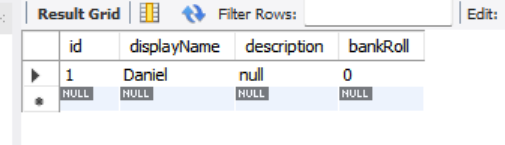 Result Grid Filter Rows: Edit:
id displayName description bankRoll
1 Daniel null 0
NULL NULL NULL NULL